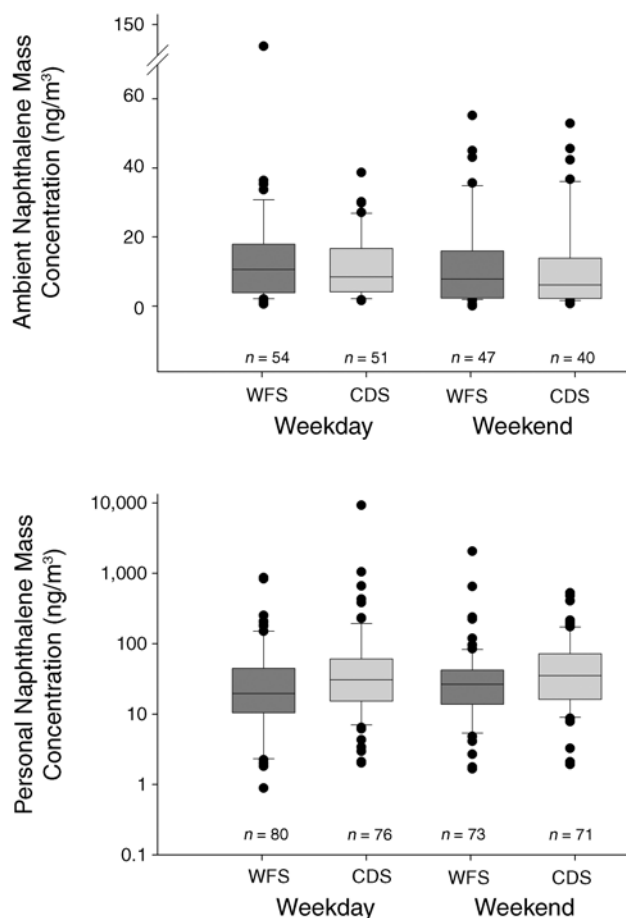 Ambient Naphthalene Mass
Concentration (ng/m³)
150
60
40
20
0
n = 54 n = 51 n = 47 n = 40
WFS CDS WFS CDS
Weekday Weekend
Personal Naphthalene Mass
Concentration (ng/m³)
10,000
1,000
100
10
1
0.1
n = 80 n = 76 n = 73 n = 71
WFS CDS WFS CDS
Weekday Weekend